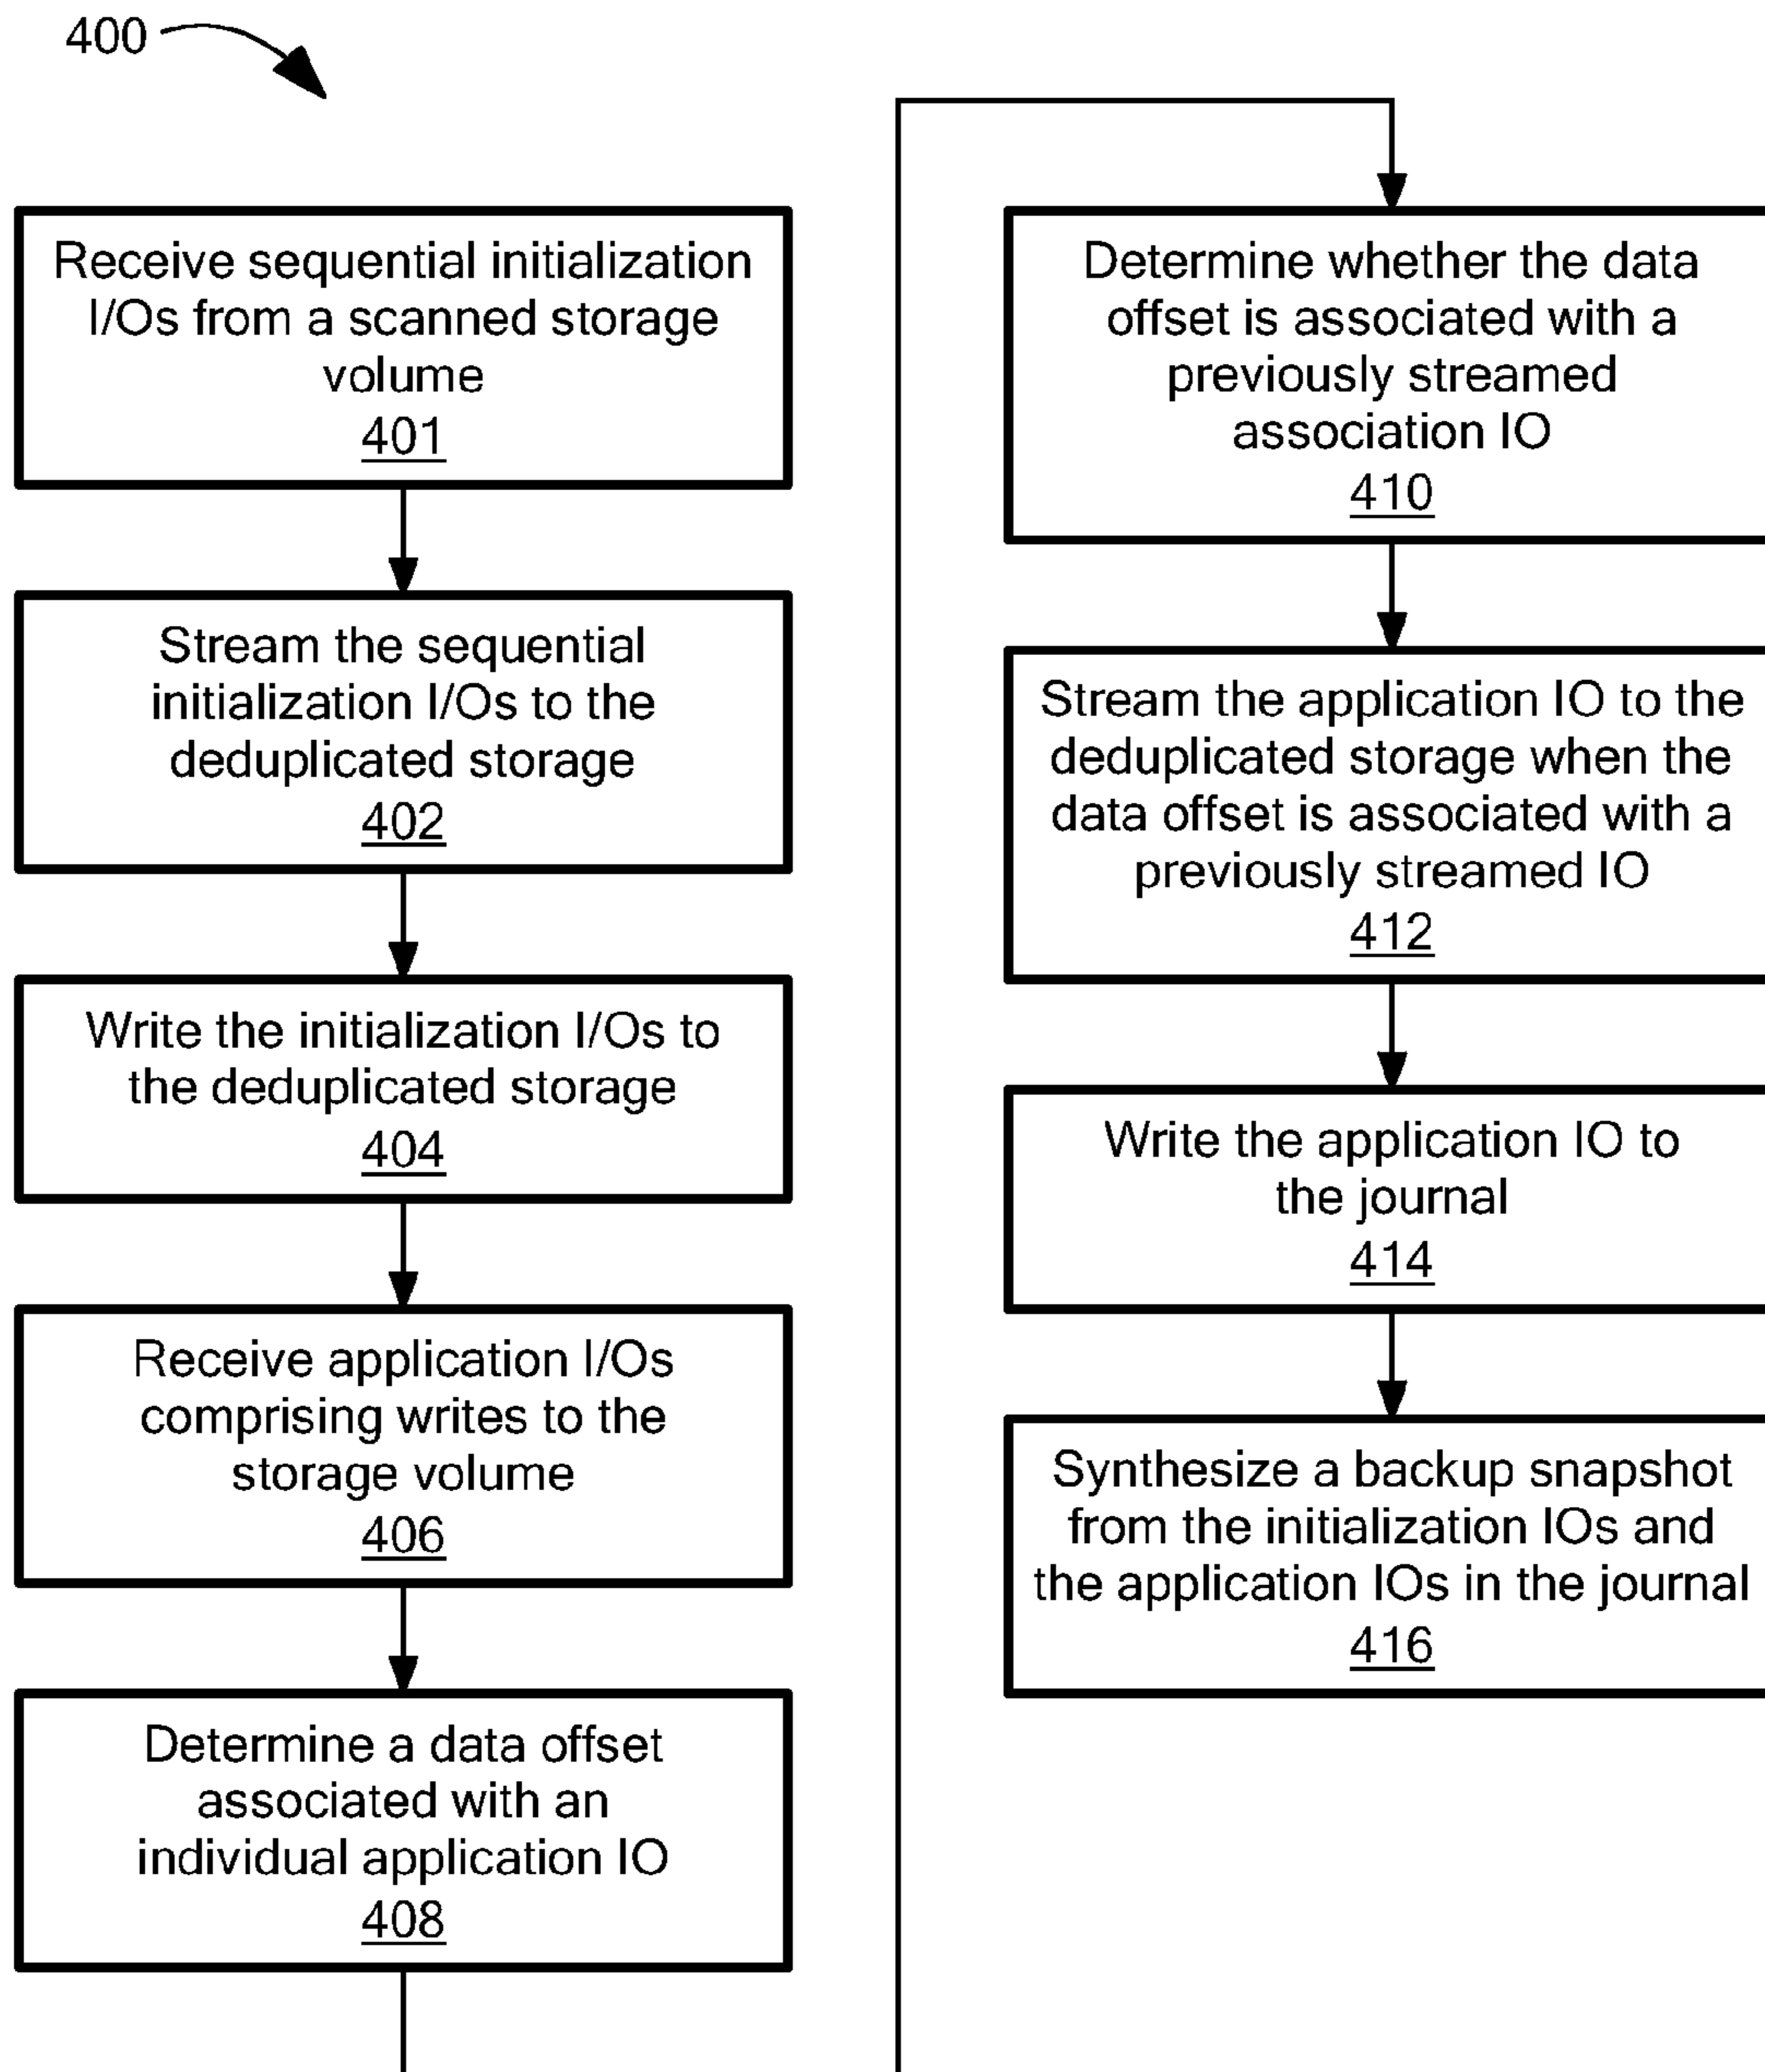 400
Receive sequential initialization
I/Os from a scanned storage
volume
401
Stream the sequential
initialization I/Os to the
deduplicated storage
402
Write the initialization I/Os to
the deduplicated storage
404
Receive application I/Os
comprising writes to the
storage volume
406
Determine a data offset
associated with an
individual application IO
408
Determine whether the data
offset is associated with a
previously streamed
association IO
410
Stream the application IO to the
deduplicated storage when the
data offset is associated with a
previously streamed IO
412
Write the application IO to
the journal
414
Synthesize a backup snapshot
from the initialization IOs and
the application IOs in the journal
416